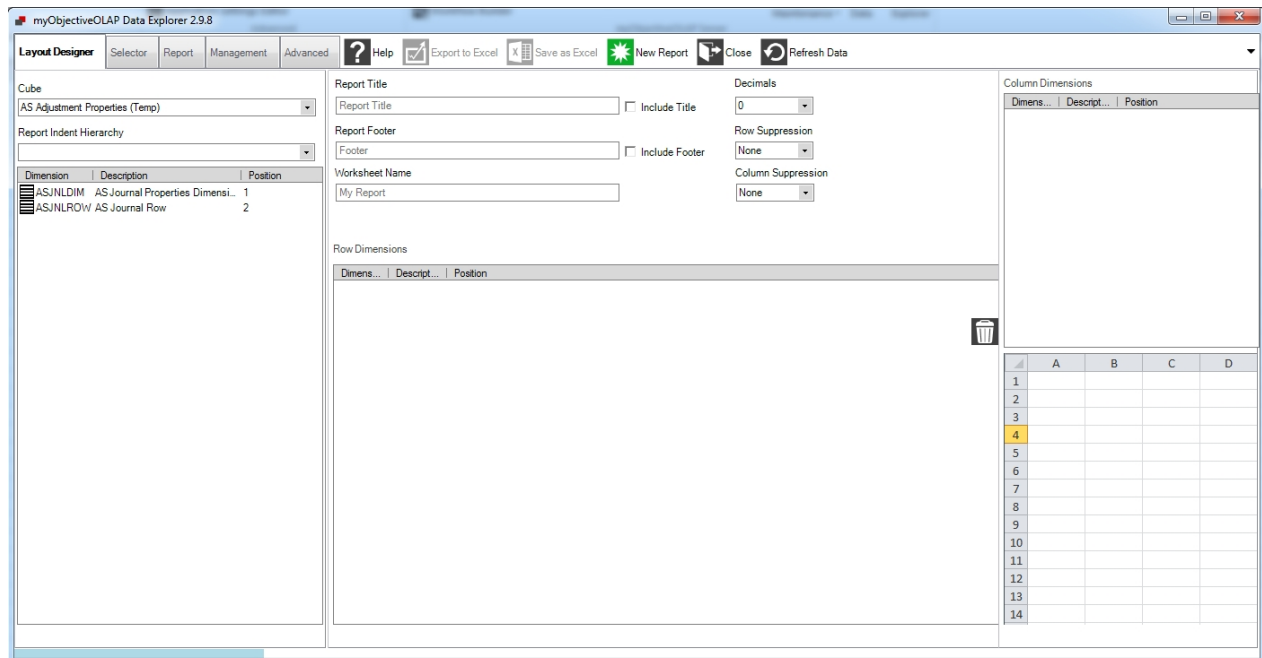 myObjectiveOLAP Data Explorer 2.9.8
Layout Designer Selector Report Management Advanced Help Export to Excel Save as Excel New Report Close Refresh Data
Cube
AS Adjustment Properties (Temp)
Report Indent Hierarchy
Dimension Description Position
ASJNLDIM AS Journal Properties Dimensi... 1
ASJNLROW AS Journal Row 2
Report Title
Report Title Include Title
Report Footer
Footer Include Footer
Worksheet Name
My Report
Decimals
0
Row Suppression
None
Column Suppression
None
Row Dimensions
Dimens... Descript... Position
Column Dimensions
Dimens... Descript... Position
A B C D
1
2
3
4
5
6
7
8
9
10
11
12
13
14